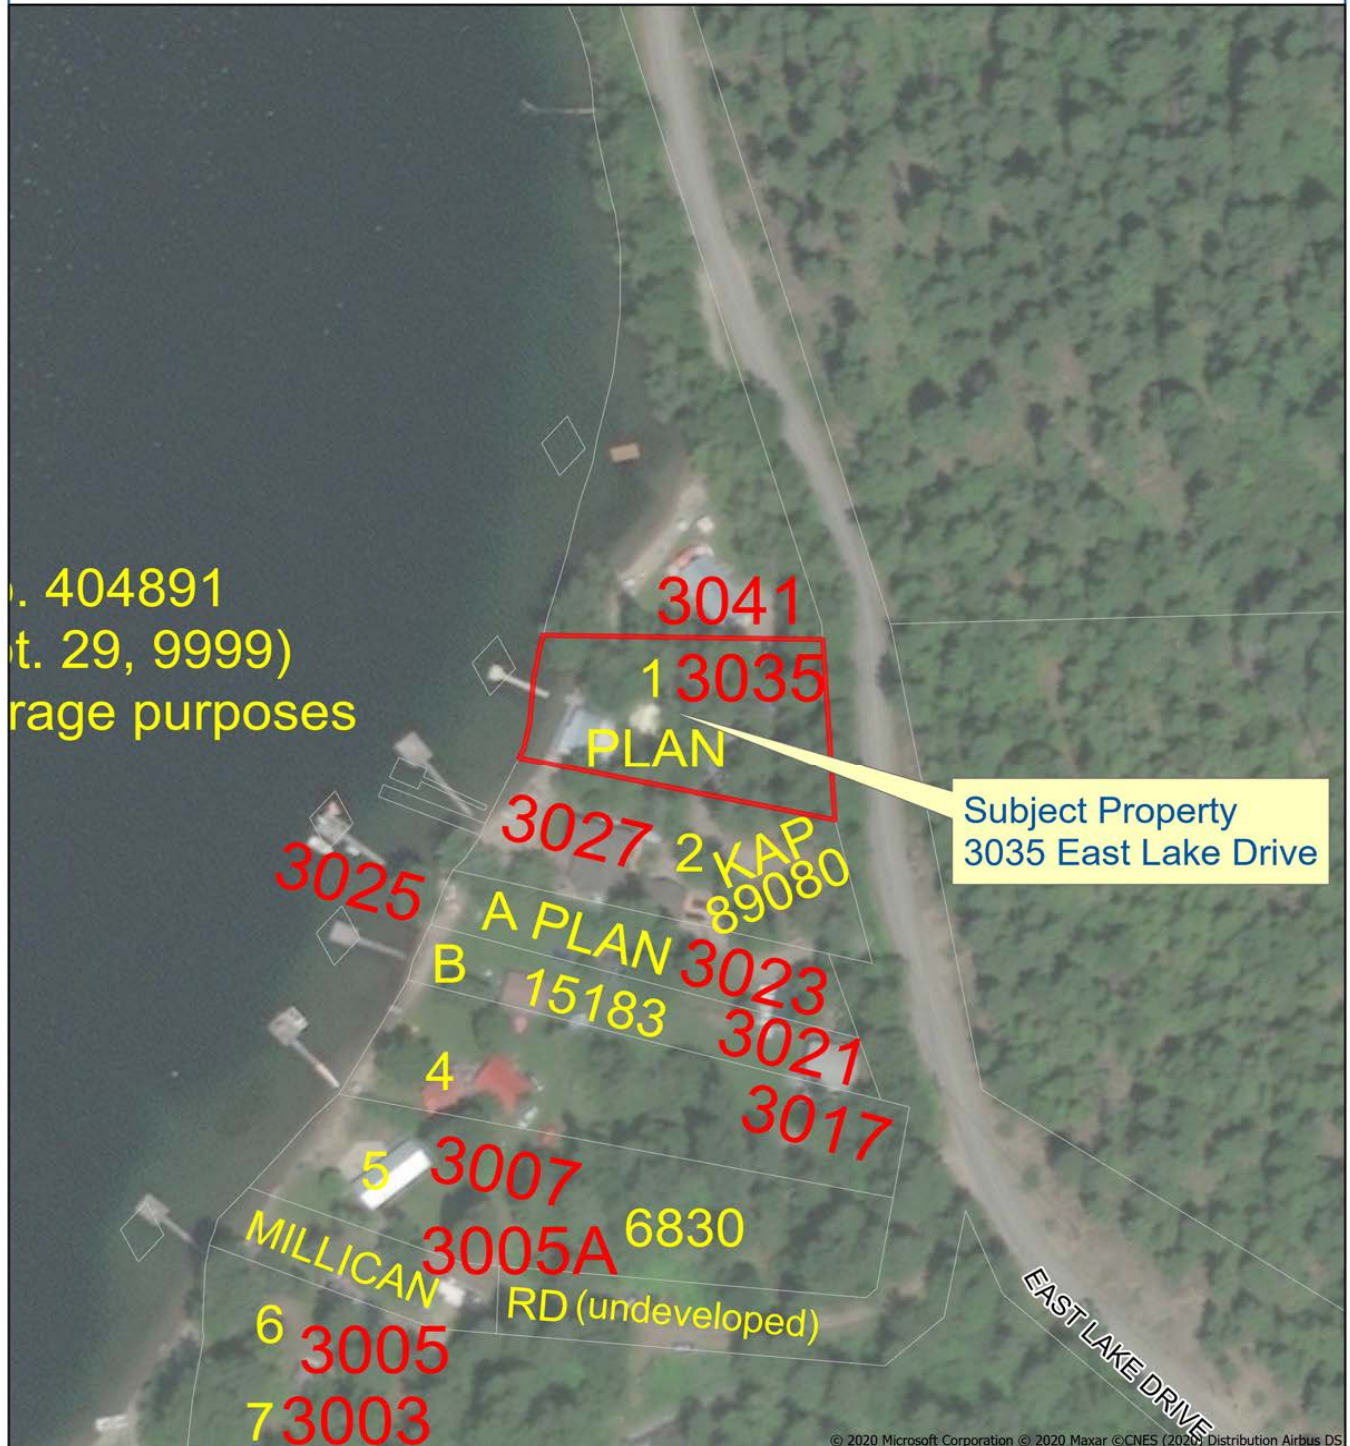 3041
. 404891
t. 29, 9999)
rage purposes
1 3035
PLAN
Subject Property
3035 East Lake Drive
3027
2 KAP
89080
3025
A PLAN
3023
B
15183
3021
4
3017
5
3007
6830
3005A
MILLICAN
RD (undeveloped)
6
3005
EAST LAKE DRIVE
7 3003
© 2020 Microsoft Corporation © 2020 Maxar ©CNES (2020) Distribution Airbus DS